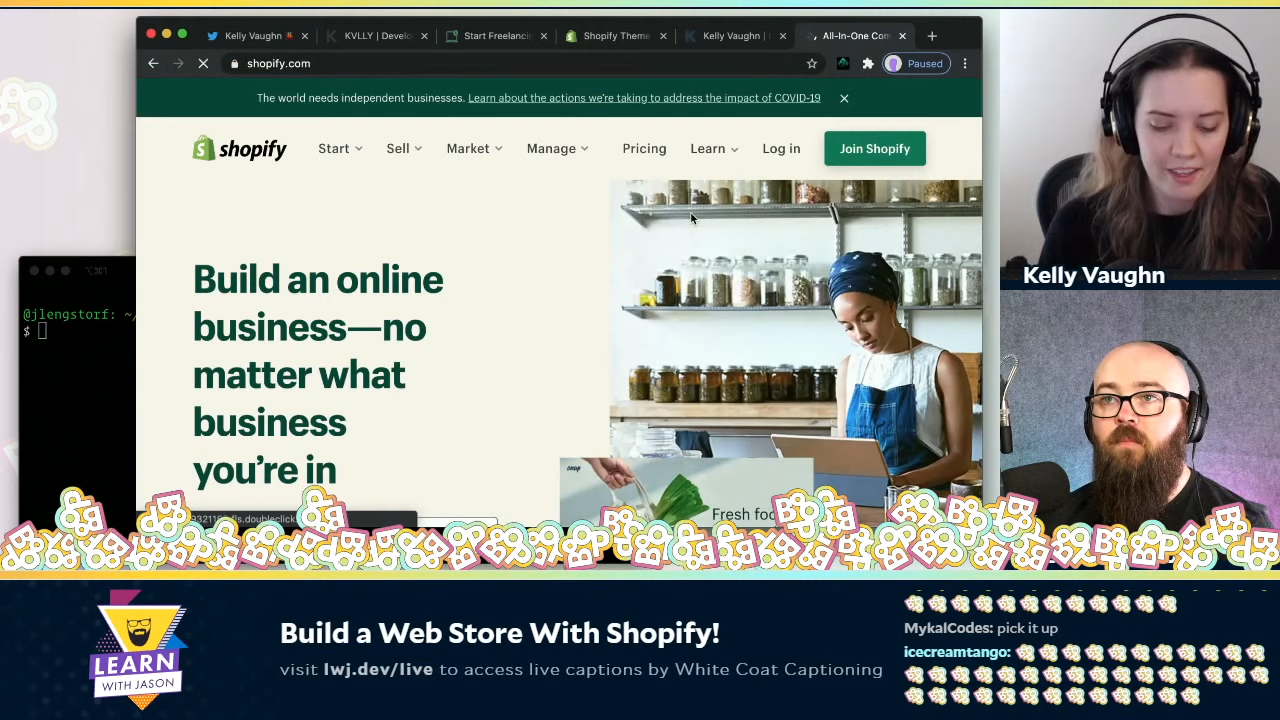 Kelly Vaughn
KVLLY | Develo
Start Freelancin
Shopify Theme
Kelly Vaughn |
All-In-One Com
shopify.com
Paused
The world needs independent businesses. Learn about the actions we're taking to address the impact of COVID-19
shopify
Start
Sell
Market
Manage
Pricing
Learn
Log in
Join Shopify
Build an online
business—no
matter what
business
you're in
Fresh foo
@jlengstorf: ~/
$
Kelly Vaughn
LEARN
WITH JASON
Build a Web Store With Shopify!
visit lwj.dev/live to access live captions by White Coat Captioning
MykalCodes: pick it up
icecreamtango: